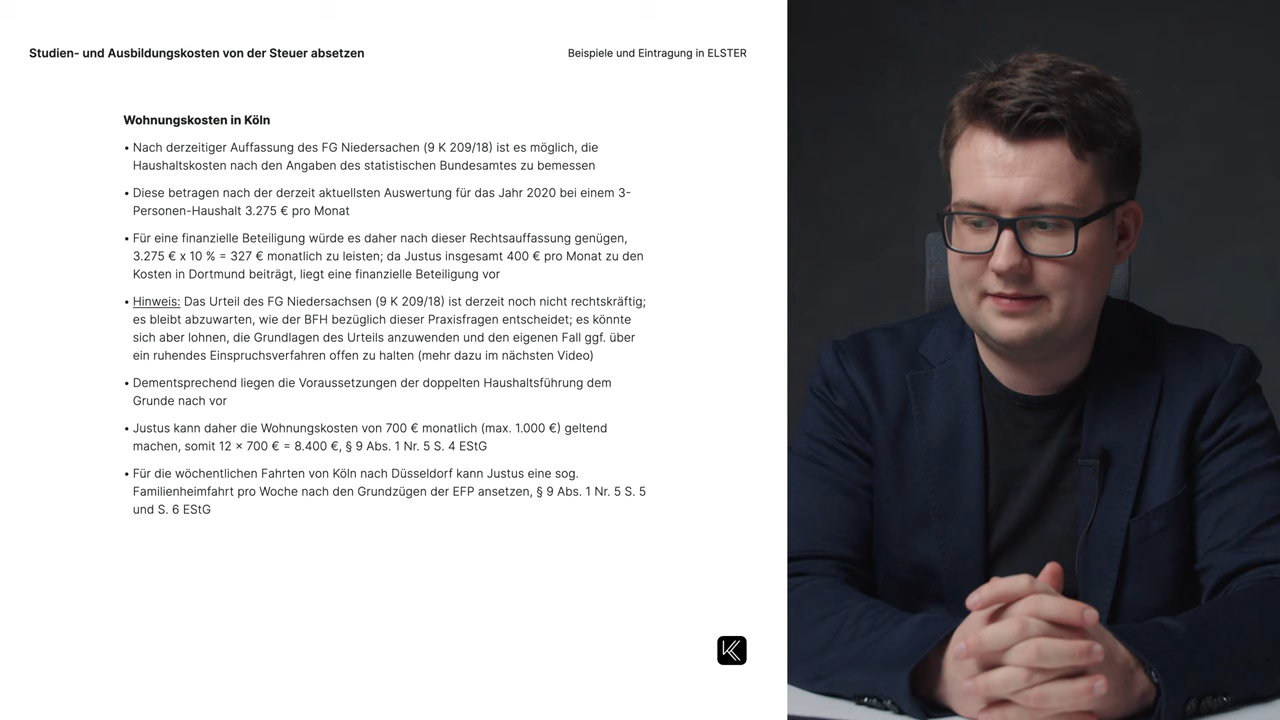 Studien- und Ausbildungskosten von der Steuer absetzen
Beispiele und Eintragung in ELSTER
Wohnungskosten in Köln
• Nach derzeitiger Auffassung des FG Niedersachen (9 K 209/18) ist es möglich, die
Haushaltskosten nach den Angaben des statistischen Bundesamtes zu bemessen
• Diese betragen nach der derzeit aktuellsten Auswertung für das Jahr 2020 bei einem 3-
Personen-Haushalt 3.275 € pro Monat
• Für eine finanzielle Beteiligung würde es daher nach dieser Rechtsauffassung genügen,
3.275 € x 10 % = 327 € monatlich zu leisten; da Justus insgesamt 400 € pro Monat zu den
Kosten in Dortmund beiträgt, liegt eine finanzielle Beteiligung vor
• Hinweis: Das Urteil des FG Niedersachsen (9 K 209/18) ist derzeit noch nicht rechtskräftig;
es bleibt abzuwarten, wie der BFH bezüglich dieser Praxisfragen entscheidet; es könnte
sich aber lohnen, die Grundlagen des Urteils anzuwenden und den eigenen Fall ggf. über
ein ruhendes Einspruchsverfahren offen zu halten (mehr dazu im nächsten Video)
• Dementsprechend liegen die Voraussetzungen der doppelten Haushaltsführung dem
Grunde nach vor
• Justus kann daher die Wohnungskosten von 700 € monatlich (max. 1.000 €) geltend
machen, somit 12 × 700 € = 8.400 €, § 9 Abs. 1 Nr. 5 S. 4 EStG
• Für die wöchentlichen Fahrten von Köln nach Düsseldorf kann Justus eine sog.
Familienheimfahrt pro Woche nach den Grundzügen der EFP ansetzen, § 9 Abs. 1 Nr. 5 S. 5
und S. 6 EStG